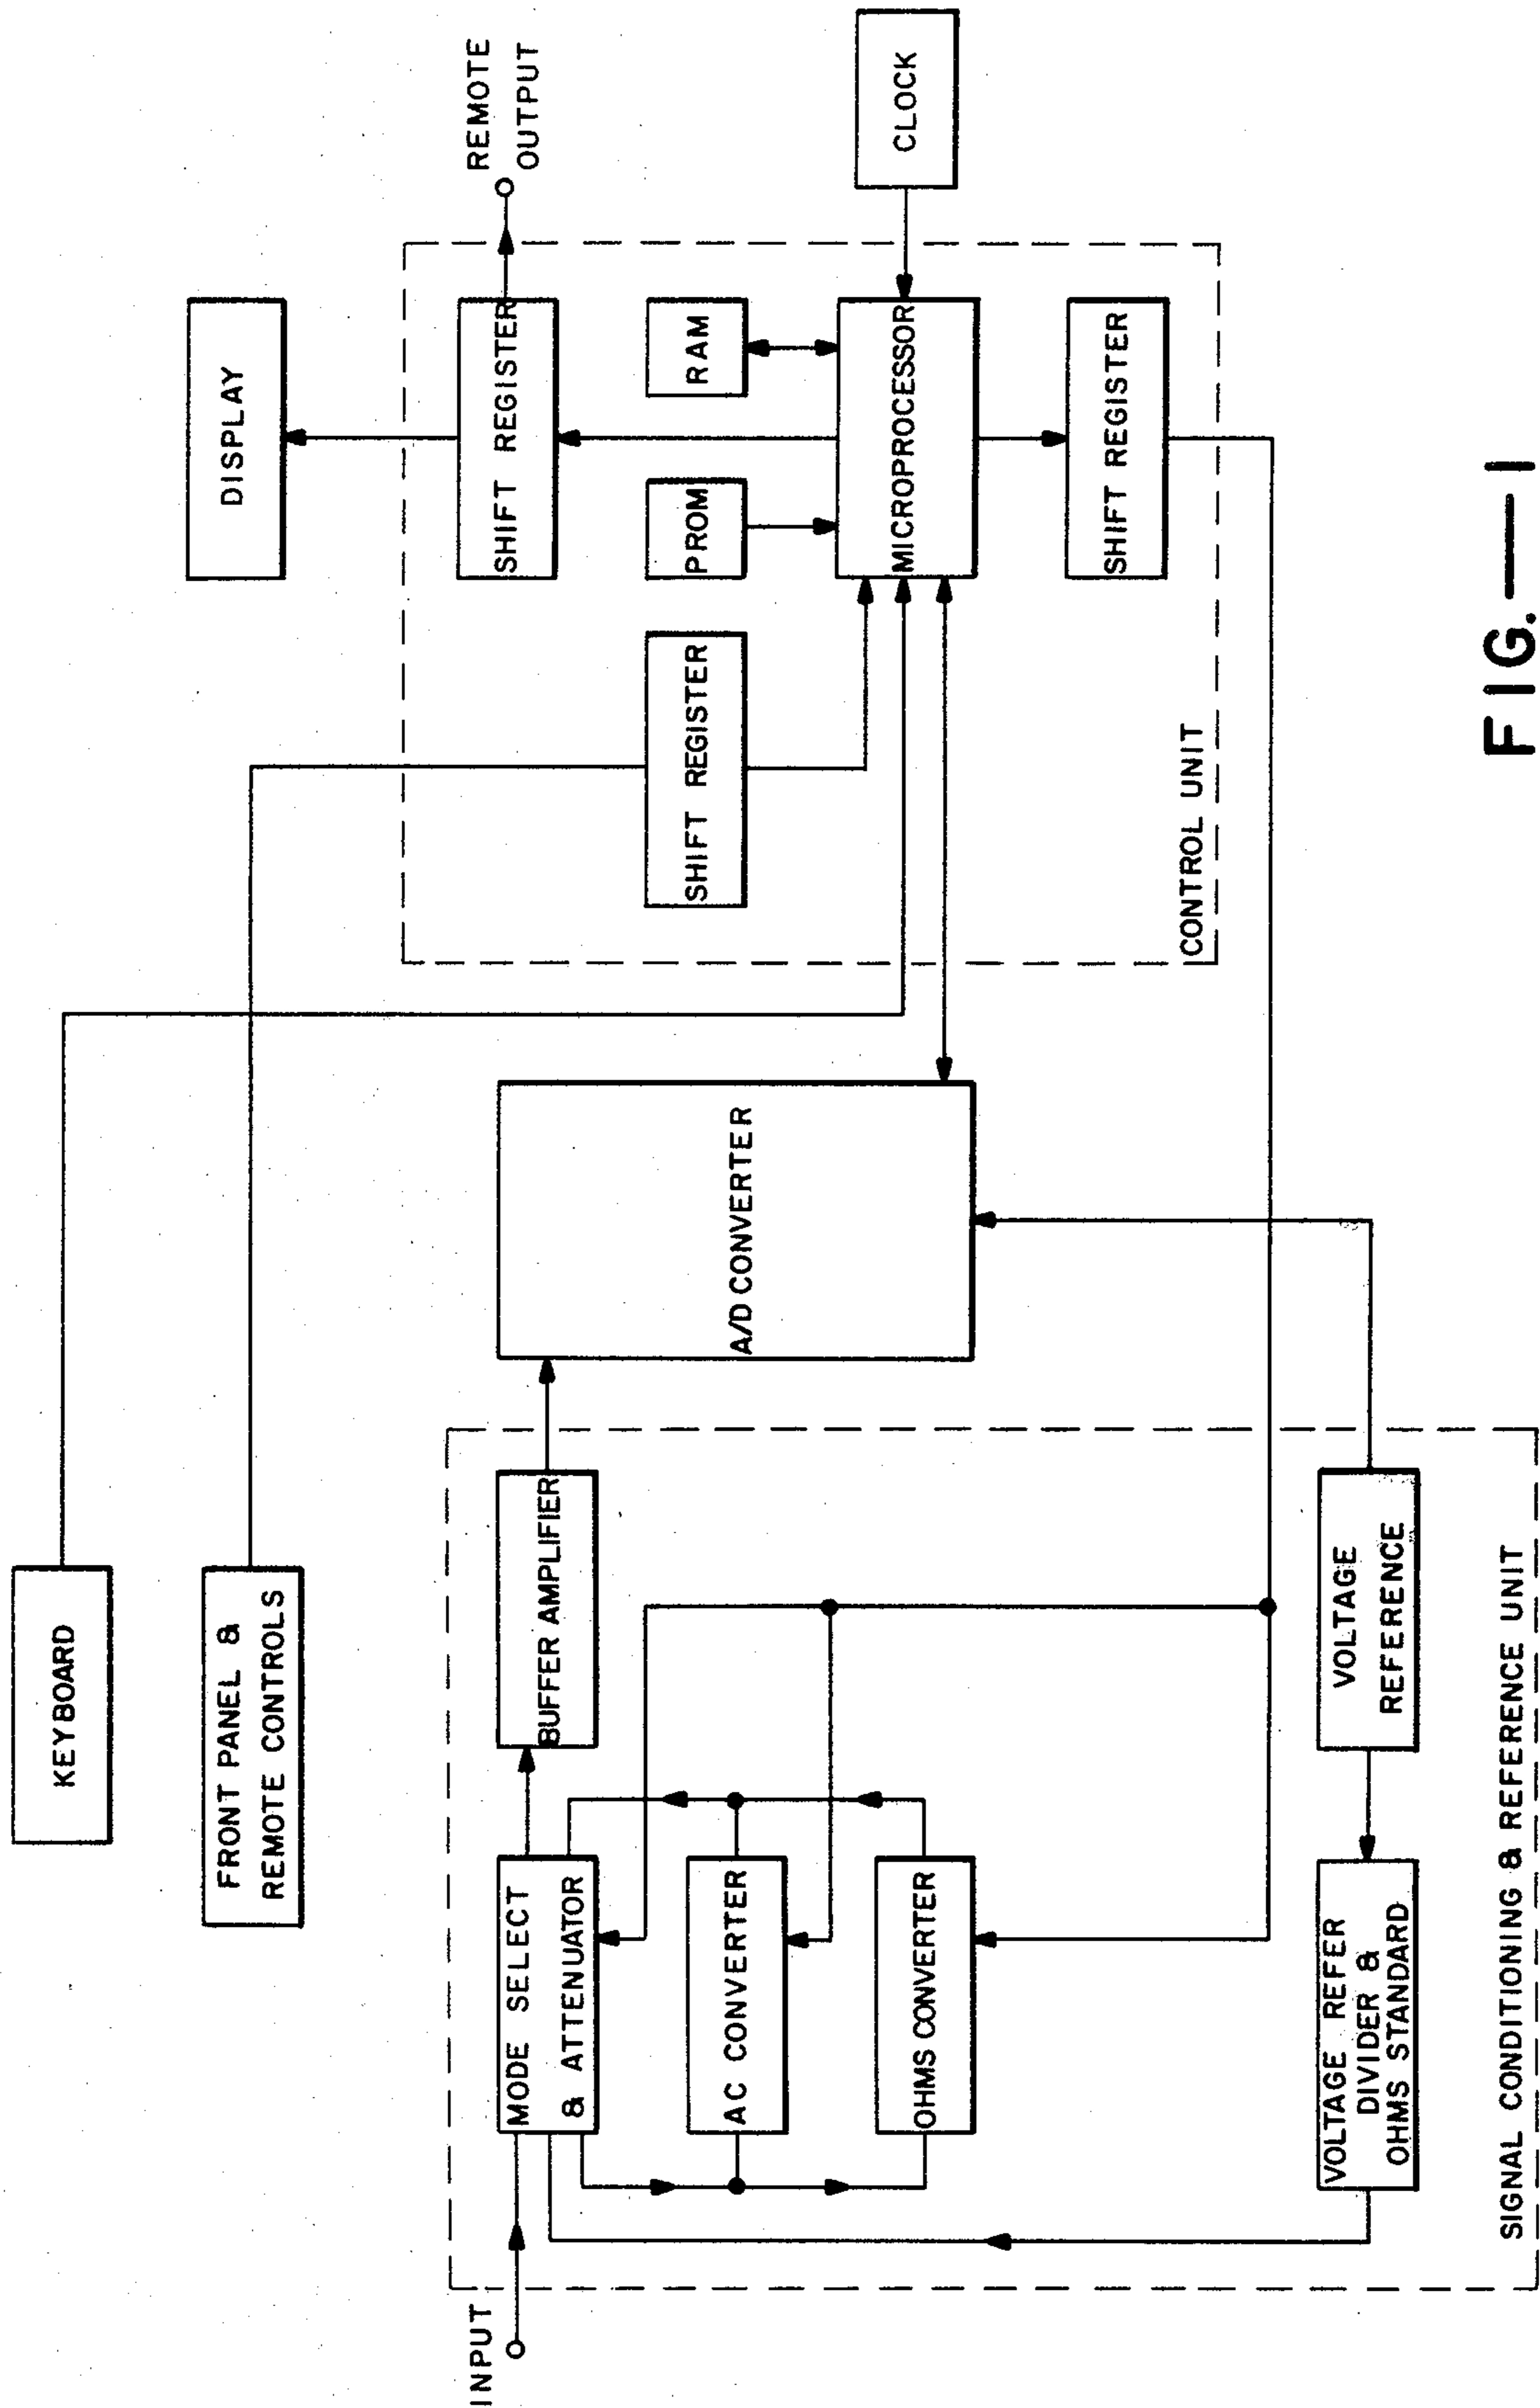 KEYBOARD
FRONT PANEL &
REMOTE CONTROLS
DISPLAY
REMOTE
OUTPUT
SHIFT REGISTER
INPUT
MODE SELECT
& ATTENUATOR
BUFFER AMPLIFIER
A/D CONVERTER
SHIFT REGISTER
PROM
RAM
AC CONVERTER
OHMS CONVERTER
MICROPROCESSOR
CLOCK
SHIFT REGISTER
CONTROL UNIT
VOLTAGE REFER
DIVIDER &
OHMS STANDARD
VOLTAGE
REFERENCE
SIGNAL CONDITIONING & REFERENCE UNIT
FIG.—1